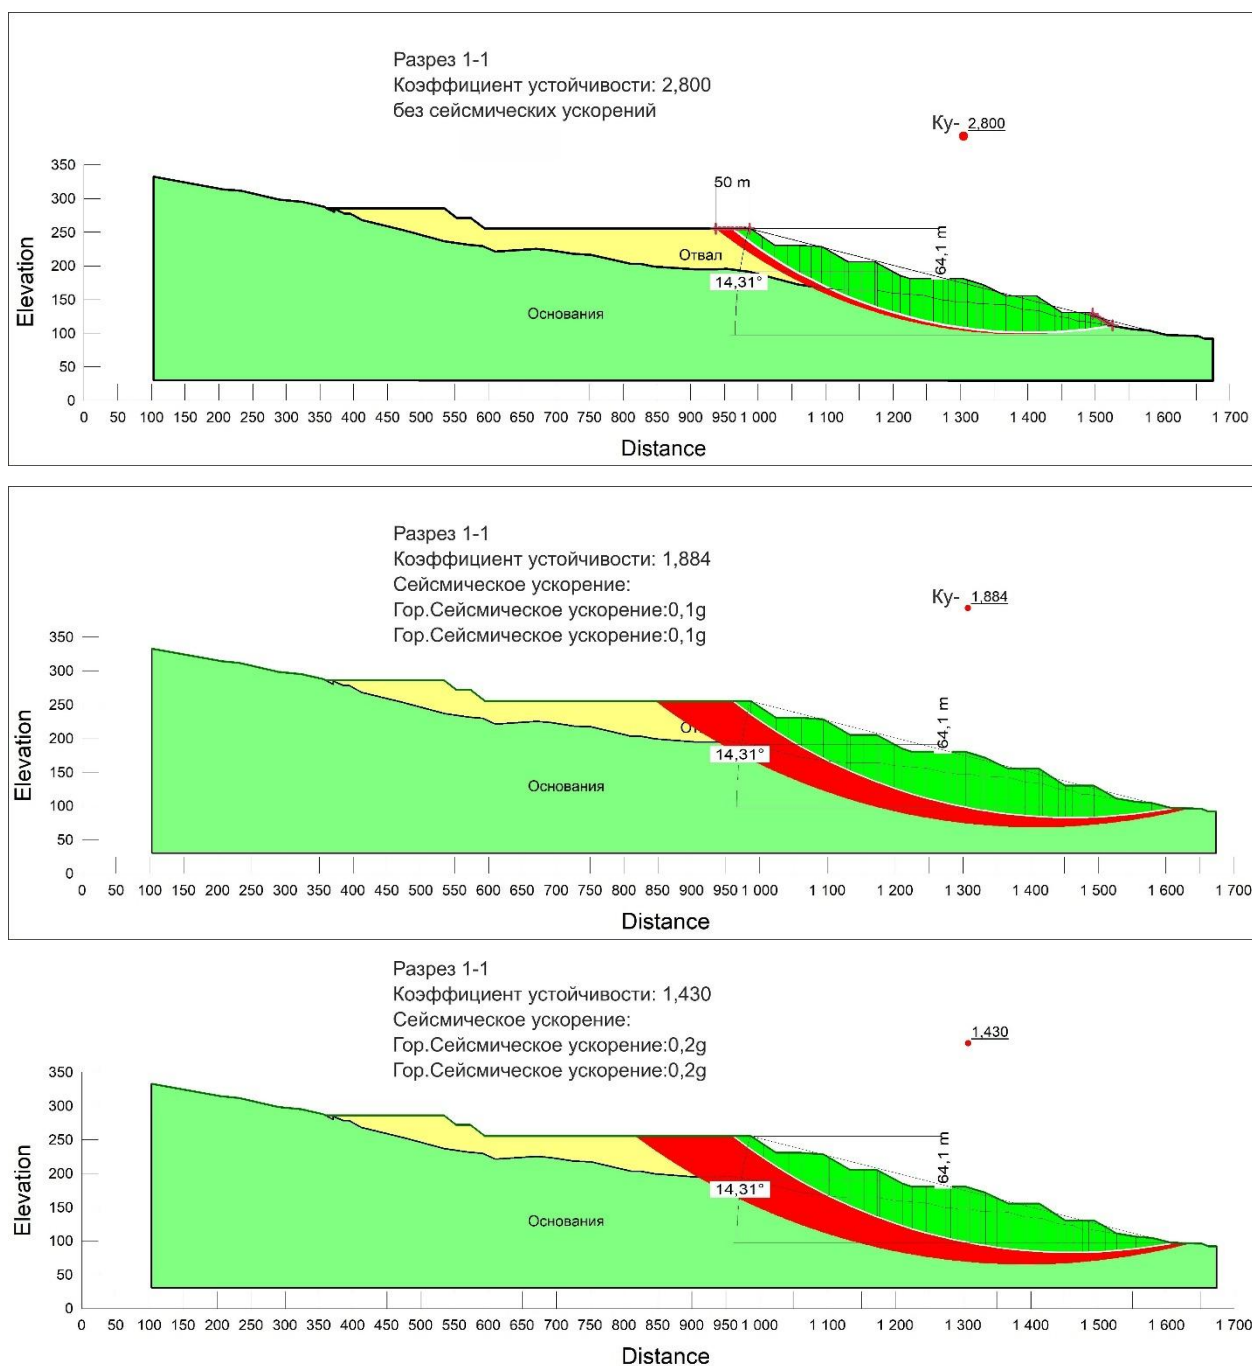 Разрез 1-1
Коэффициент устойчивости: 2,800
без сейсмических ускорений
Ку- 2,800
350
300
250
200
150
100
50
0
Elevation
50 m
Отвал
64,1 m
14,31°
Основания
0 50 100 150 200 250 300 350 400 450 500 550 600 650 700 750 800 850 900 950 1 000 1 100 1 200 1 300 1 400 1 500 1 600 1 700
Distance
Разрез 1-1
Коэффициент устойчивости: 1,884
Сейсмическое ускорение:
Гор.Сейсмическое ускорение:0,1g
Гор.Сейсмическое ускорение:0,1g
Ку- 1,884
350
300
250
200
150
100
50
0
Elevation
64,1 m
14,31°
Основания
0 50 100 150 200 250 300 350 400 450 500 550 600 650 700 750 800 850 900 950 1 000 1 100 1 200 1 300 1 400 1 500 1 600 1 700
Distance
Разрез 1-1
Коэффициент устойчивости: 1,430
Сейсмическое ускорение:
Гор.Сейсмическое ускорение:0,2g
Гор.Сейсмическое ускорение:0,2g
1,430
350
300
250
200
150
100
50
0
Elevation
64,1 m
14,31°
Основания
0 50 100 150 200 250 300 350 400 450 500 550 600 650 700 750 800 850 900 950 1 000 1 100 1 200 1 300 1 400 1 500 1 600 1 700
Distance